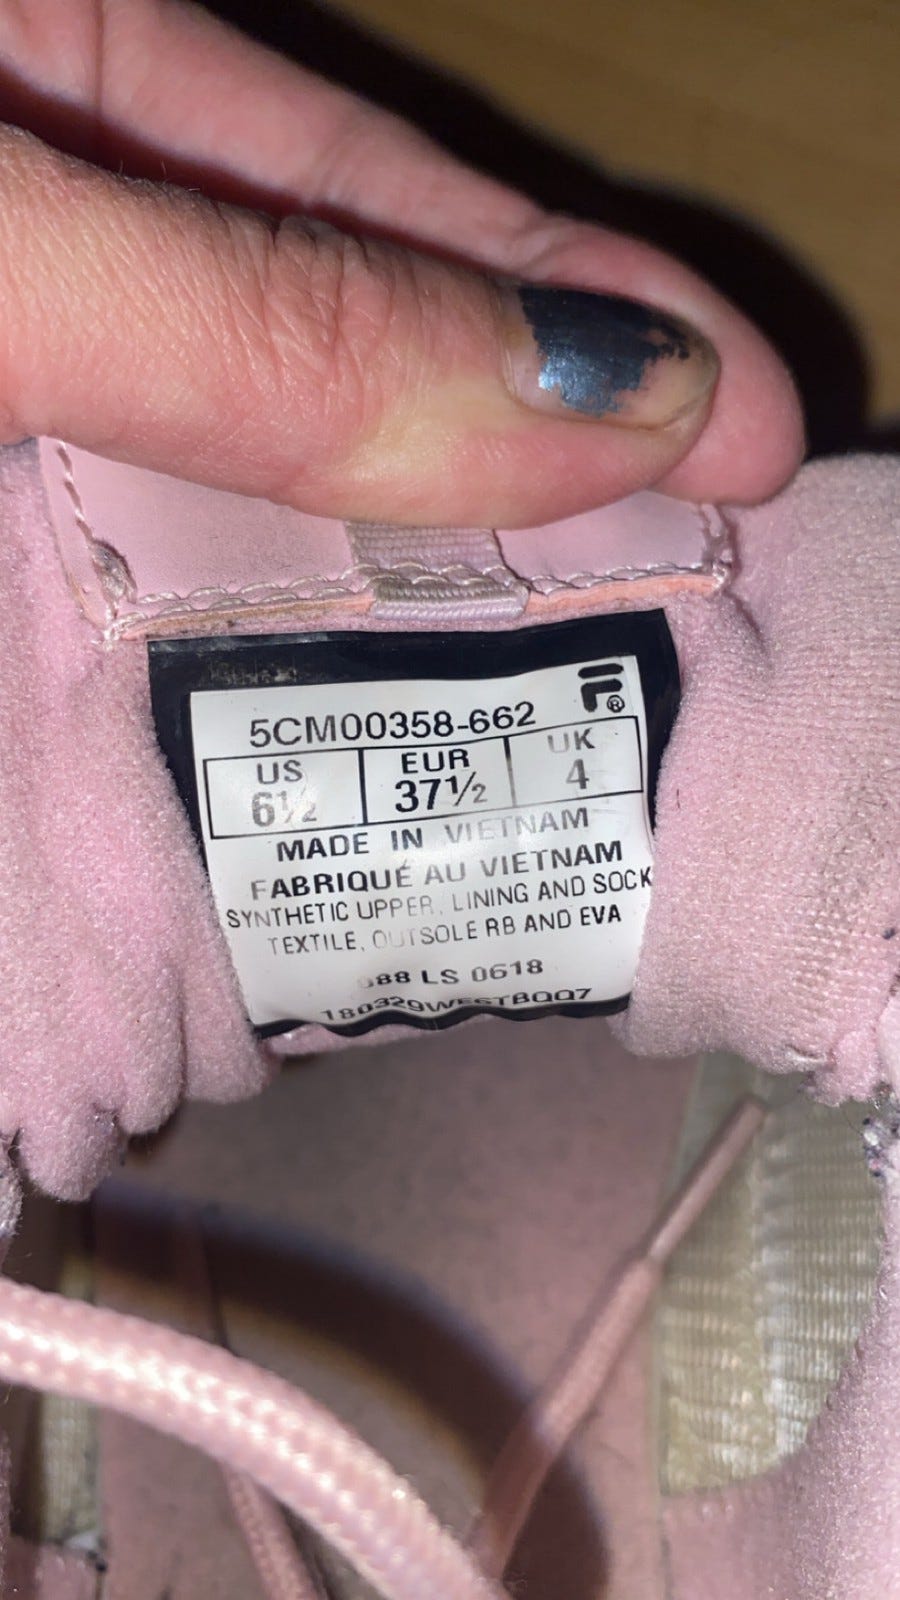 5CM00358-662
US EUR UK
6½ 37½ 4
MADE IN VIETNAM
FABRIQUÉ AU VIETNAM
SYNTHETIC UPPER, LINING AND SOCK
TEXTILE, OUTSOLE RB AND EVA
LS 0618